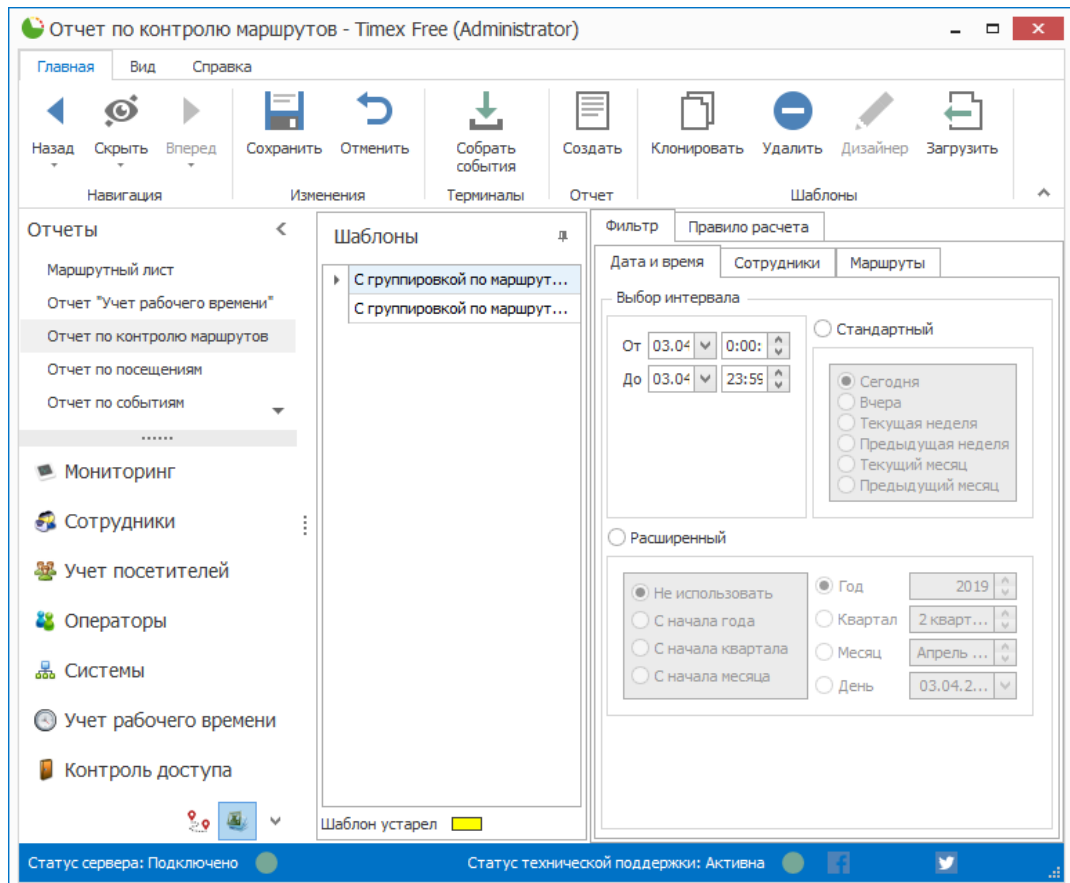 Отчет по контролю маршрутов - Timex Free (Administrator)
Главная Вид Справка
Назад Скрыть Вперед Сохранить Отменить Собрать события Создать Клонировать Удалить Дизайнер Загрузить
Навигация Изменения Терминалы Отчет Шаблоны
Отчеты
Маршрутный лист
Отчет "Учет рабочего времени"
Отчет по контролю маршрутов
Отчет по посещениям
Отчет по событиям
Мониторинг
Сотрудники
Учет посетителей
Операторы
Системы
Учет рабочего времени
Контроль доступа
Шаблоны
С группировкой по маршрут...
С группировкой по маршрут...
Шаблон устарел
Фильтр Правило расчета
Дата и время Сотрудники Маршруты
Выбор интервала
От 03.04 0:00:
До 03.04 23:59
Стандартный
Сегодня
Вчера
Текущая неделя
Предыдущая неделя
Текущий месяц
Предыдущий месяц
Расширенный
Не использовать
С начала года
С начала квартала
С начала месяца
Год 2019
Квартал 2 кварт...
Месяц Апрель ...
День 03.04.2...
Статус сервера: Подключено Статус технической поддержки: Активна